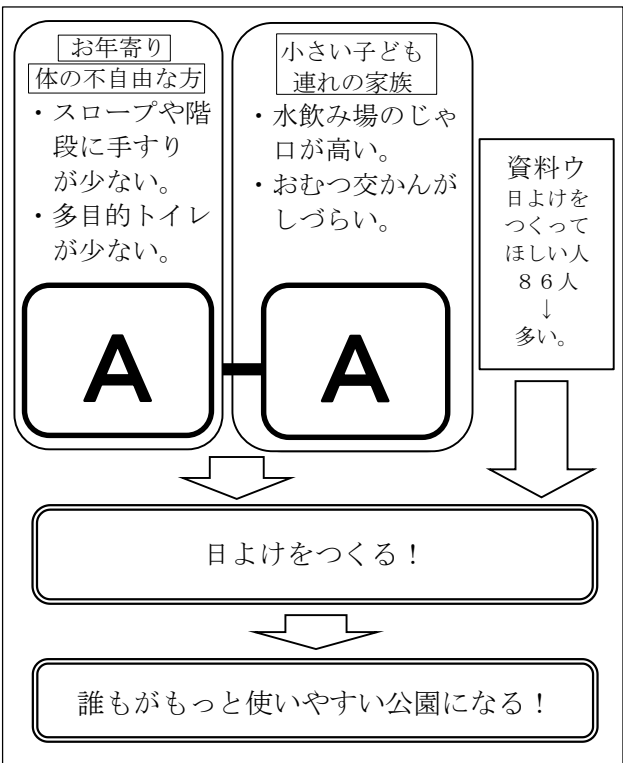 お年寄り
体の不自由な方
・スロープや階
段に手すり
が少ない。
・多目的トイレ
が少ない。
A
小さい子ども
連れの家族
・水飲み場のじゃ
口が高い。
・おむつ交かんが
しづらい。
A
資料ウ
日よけを
つくって
ほしい人
８６人
↓
多い。
日よけをつくる！
誰もがもっと使いやすい公園になる！